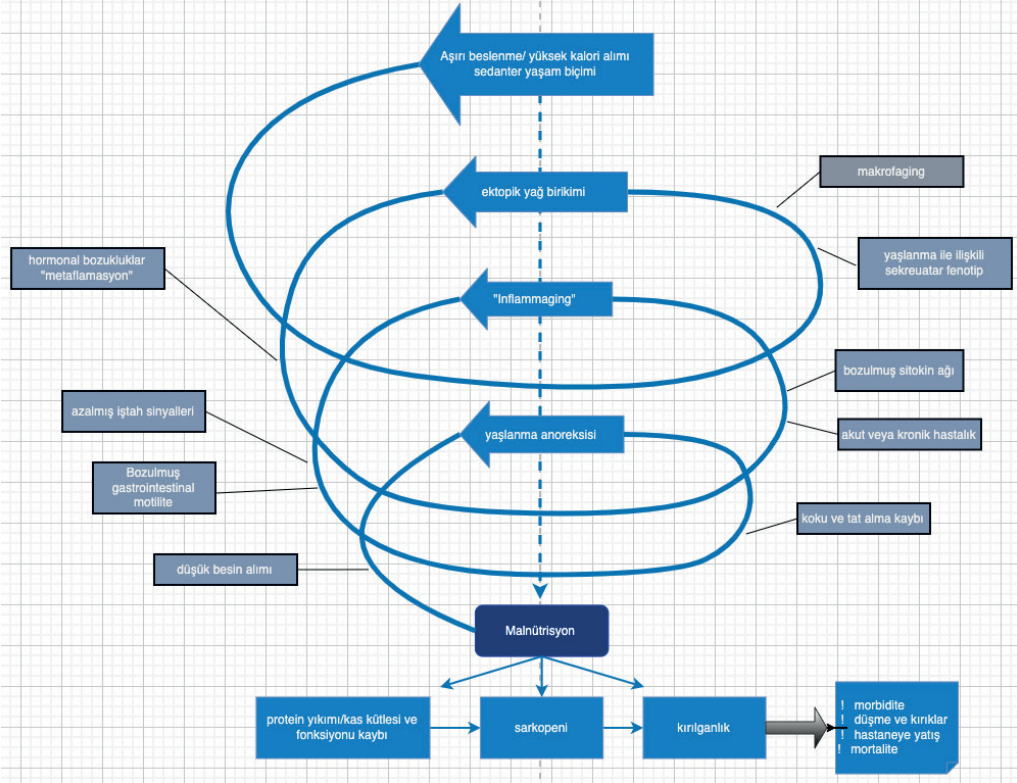 Aşırı beslenme/ yüksek kalori alımı
sedanter yaşam biçimi
ektopik yağ birikimi
makrofaging
yaşlanma ile ilişkili
sekreuatar fenotip
hormonal bozukluklar
"metaflamasyon"
"Inflammaging"
bozulmuş sitokin ağı
azalmış iştah sinyalleri
yaşlanma anoreksisi
akut veya kronik hastalık
Bozulmuş
gastrointestinal
motilite
koku ve tat alma kaybı
düşük besin alımı
Malnütrisyon
protein yıkımı/kas kütlesi ve
fonksiyonu kaybı
sarkopeni
kırılganlık
! morbidite
! düşme ve kırıklar
! hastaneye yatış
! mortalite